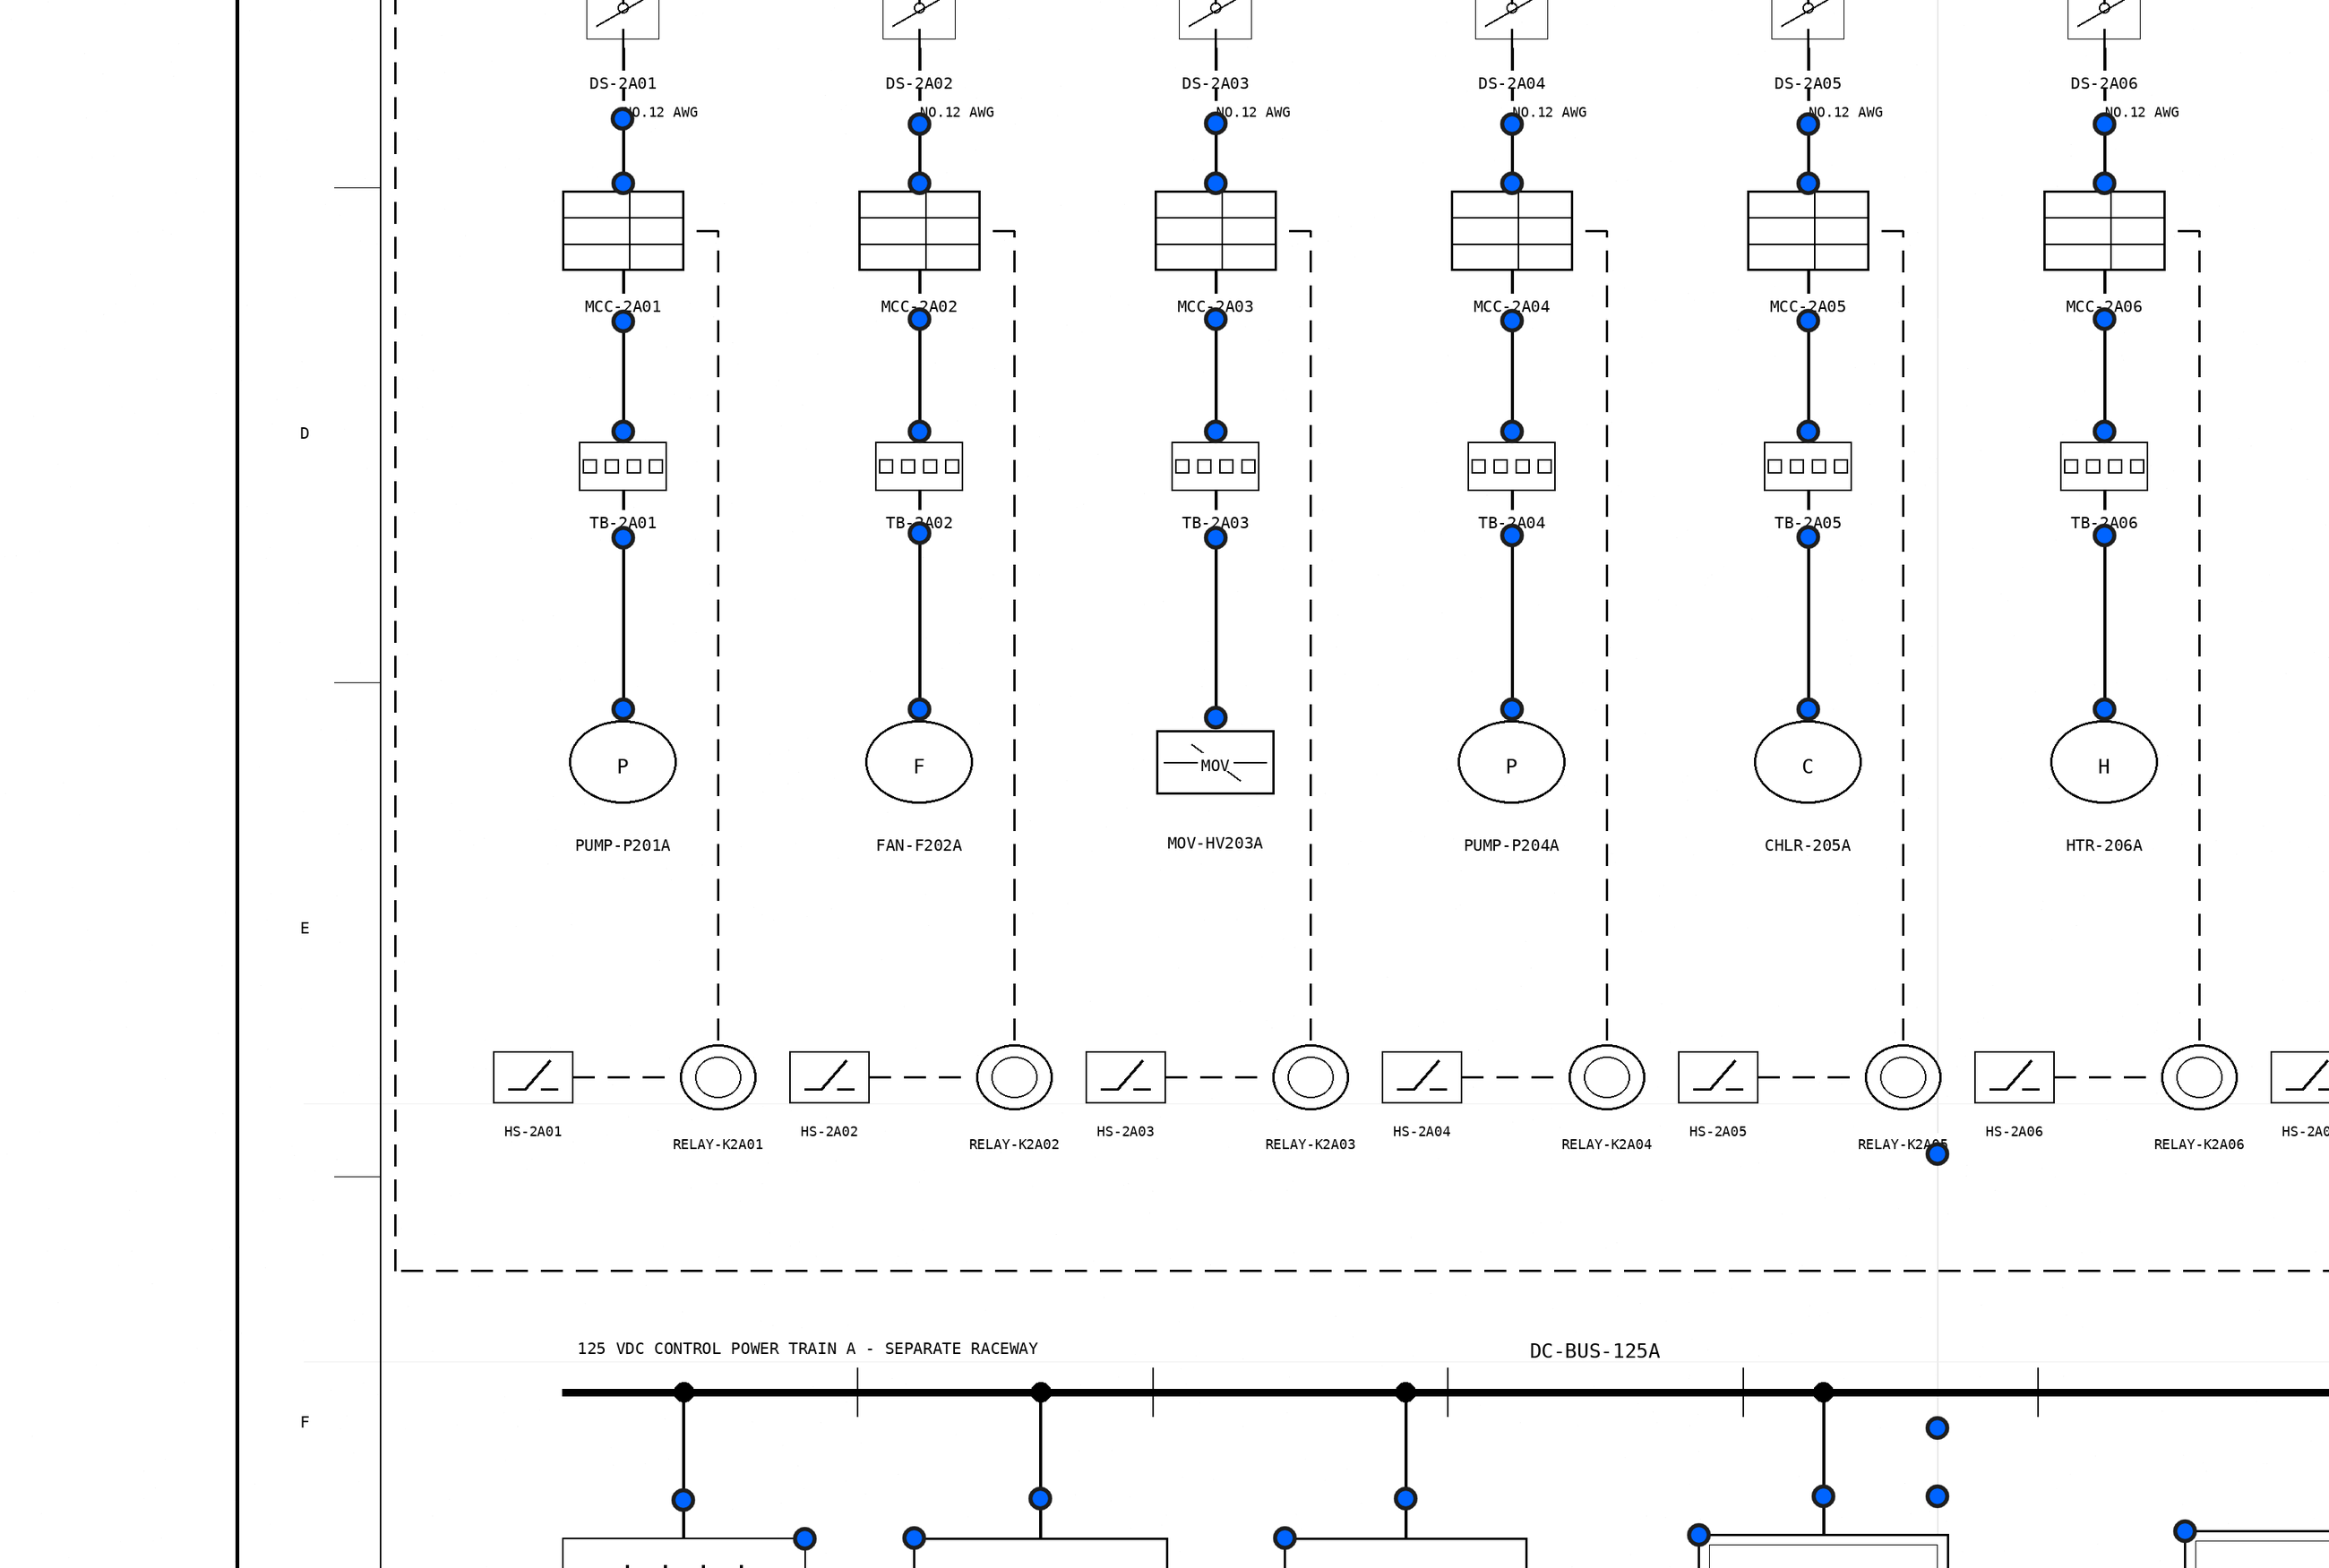 DS-2A01 DS-2A02 DS-2A03 DS-2A04 DS-2A05 DS-2A06
NO.12 AWG NO.12 AWG NO.12 AWG NO.12 AWG NO.12 AWG NO.12 AWG
MCC-2A01 MCC-2A02 MCC-2A03 MCC-2A04 MCC-2A05 MCC-2A06
D
TB-2A01 TB-2A02 TB-2A03 TB-2A04 TB-2A05 TB-2A06
P F MOV P C H
PUMP-P201A FAN-F202A MOV-HV203A PUMP-P204A CHLR-205A HTR-206A
E
HS-2A01 RELAY-K2A01 HS-2A02 RELAY-K2A02 HS-2A03 RELAY-K2A03 HS-2A04 RELAY-K2A04 HS-2A05 RELAY-K2A05 HS-2A06 RELAY-K2A06
125 VDC CONTROL POWER TRAIN A - SEPARATE RACEWAY DC-BUS-125A
F